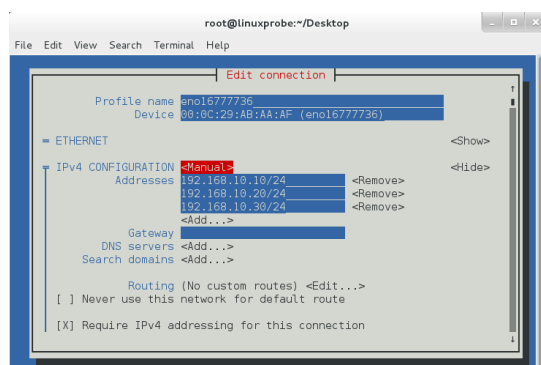 root@linuxprobe:~/Desktop
File Edit View Search Terminal Help
Edit connection
Profile name eno16777736
Device 00:0C:29:AB:AA:AF (eno16777736)
= ETHERNET <Show>
= IPv4 CONFIGURATION <Manual> <Hide>
Addresses 192.168.10.10/24 <Remove>
192.168.10.20/24 <Remove>
192.168.10.30/24 <Remove>
<Add...>
Gateway
DNS servers <Add...>
Search domains <Add...>
Routing (No custom routes) <Edit...>
[ ] Never use this network for default route
[X] Require IPv4 addressing for this connection